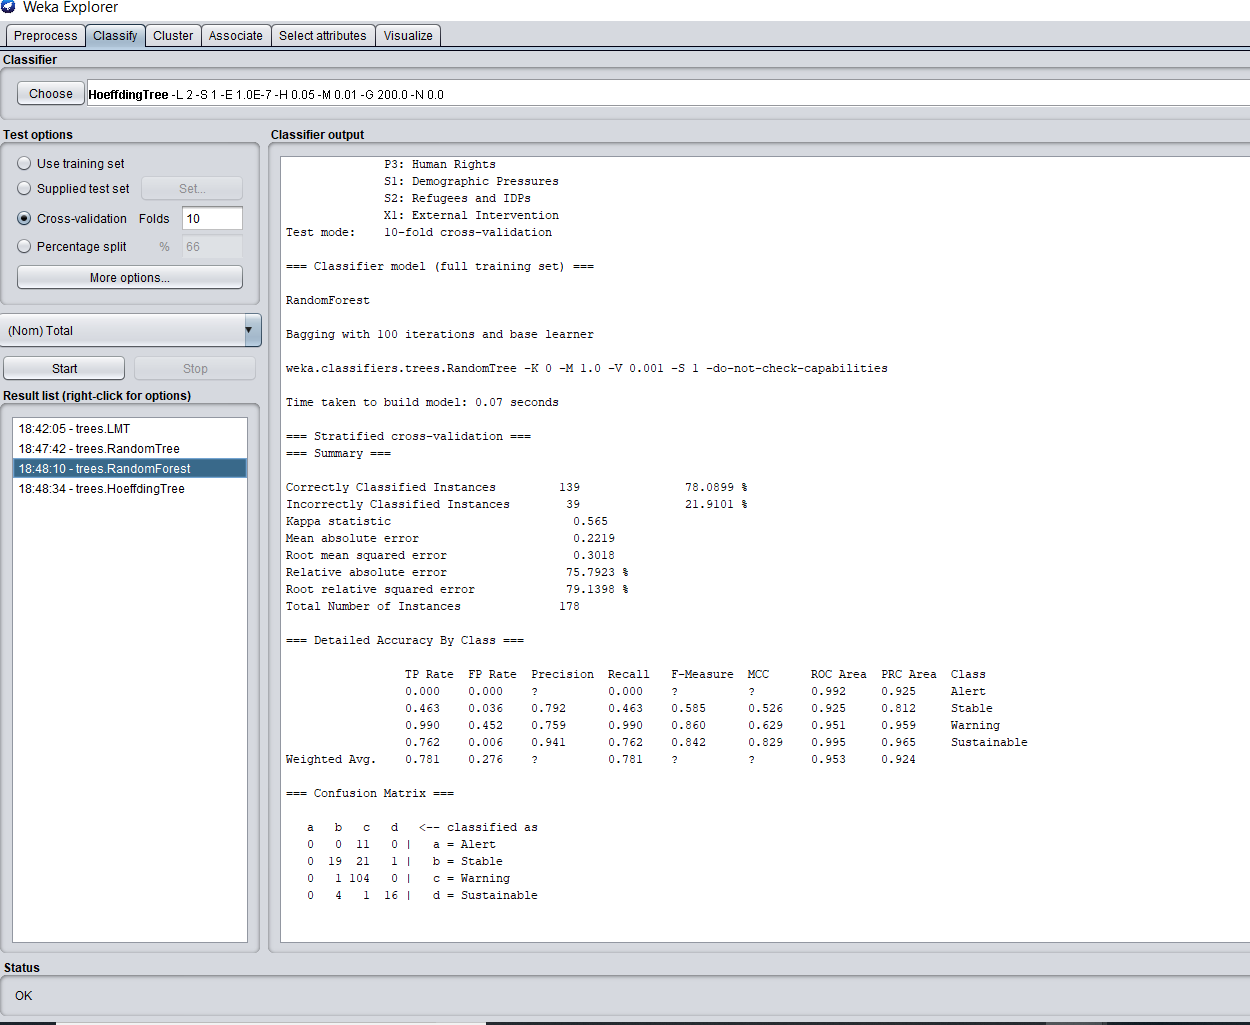 Weka Explorer
Preprocess Classify Cluster Associate Select attributes Visualize
Classifier
Choose HoeffdingTree -L 2 -S 1 -E 1.0E-7 -H 0.05 -M 0.01 -G 200.0 -N 0.0
Test options
Use training set
Supplied test set Set...
Cross-validation Folds 10
Percentage split % 66
More options...
(Nom) Total
Start Stop
Result list (right-click for options)
18:42:05 - trees.LMT
18:47:42 - trees.RandomTree
18:48:10 - trees.RandomForest
18:48:34 - trees.HoeffdingTree
Classifier output
P3: Human Rights
S1: Demographic Pressures
S2: Refugees and IDPs
X1: External Intervention
Test mode: 10-fold cross-validation
=== Classifier model (full training set) ===
RandomForest
Bagging with 100 iterations and base learner
weka.classifiers.trees.RandomTree -K 0 -M 1.0 -V 0.001 -S 1 -do-not-check-capabilities
Time taken to build model: 0.07 seconds
=== Stratified cross-validation ===
=== Summary ===
Correctly Classified Instances 139 78.0899 %
Incorrectly Classified Instances 39 21.9101 %
Kappa statistic 0.565
Mean absolute error 0.2219
Root mean squared error 0.3018
Relative absolute error 75.7923 %
Root relative squared error 79.1398 %
Total Number of Instances 178
=== Detailed Accuracy By Class ===
TP Rate FP Rate Precision Recall F-Measure MCC ROC Area PRC Area Class
0.000 0.000 ? 0.000 ? ? 0.992 0.925 Alert
0.463 0.036 0.792 0.463 0.585 0.526 0.925 0.812 Stable
0.990 0.452 0.759 0.990 0.860 0.629 0.951 0.959 Warning
0.762 0.006 0.941 0.762 0.842 0.829 0.995 0.965 Sustainable
Weighted Avg. 0.781 0.276 ? 0.781 ? ? 0.953 0.924
=== Confusion Matrix ===
a b c d <-- classified as
0 0 11 0 | a = Alert
0 19 21 1 | b = Stable
0 1 104 0 | c = Warning
0 4 1 16 | d = Sustainable
Status
OK